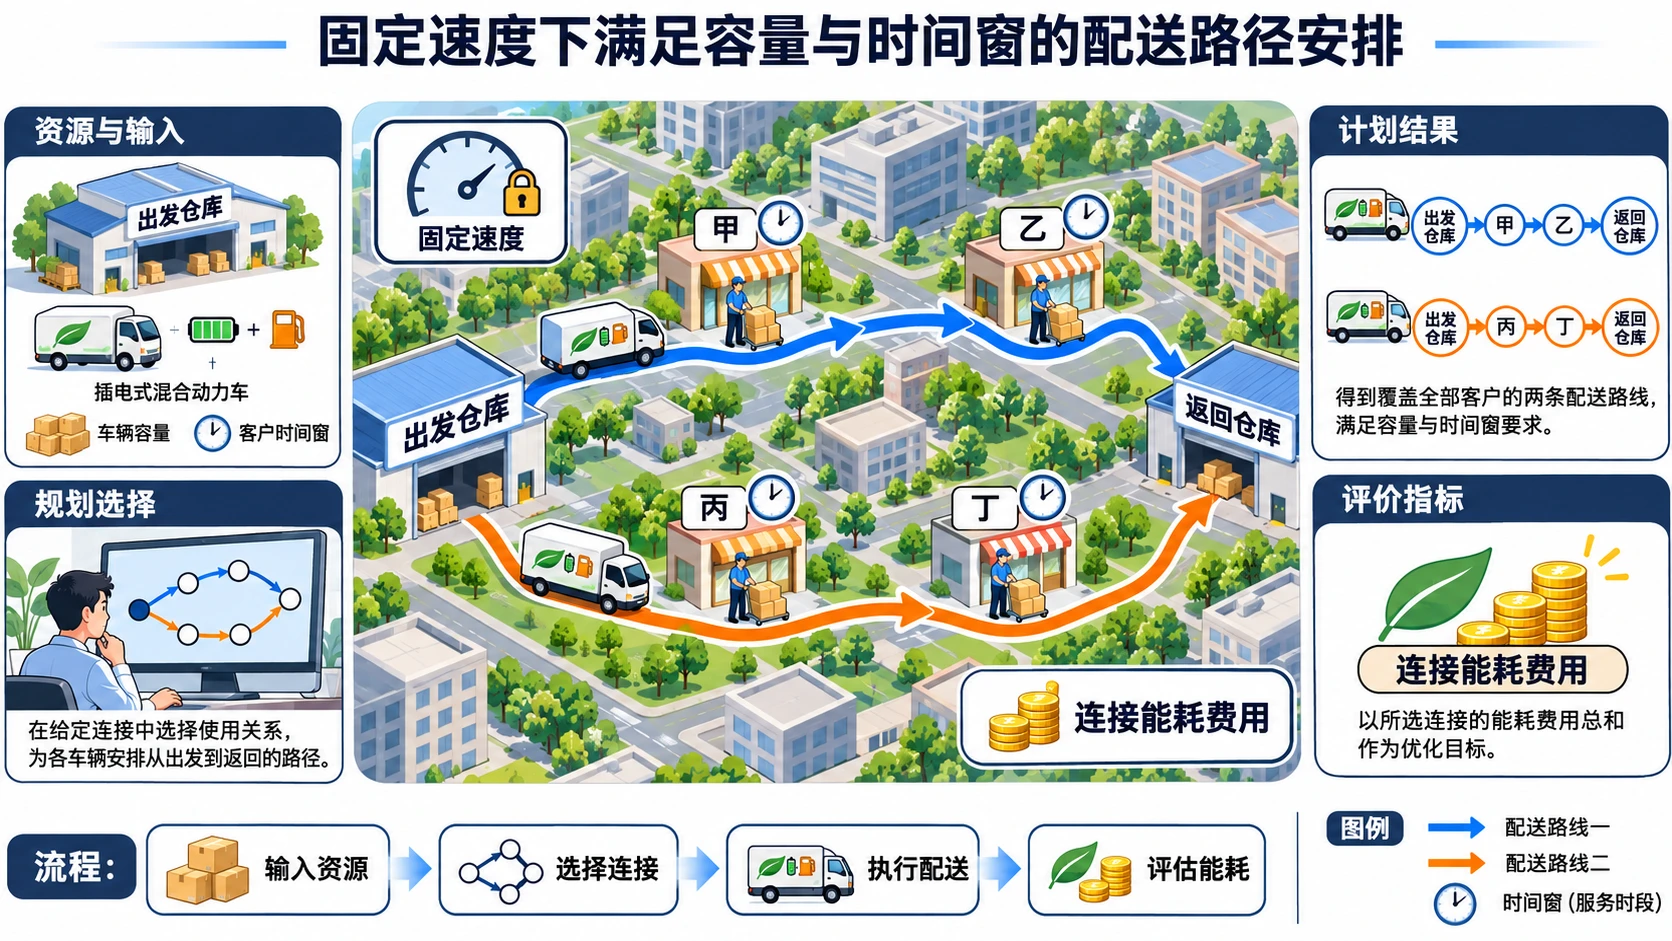 固定速度下满足容量与时间窗的配送路径安排
资源与输入
出发仓库
+
+
+
插电式混合动力车
车辆容量
客户时间窗
规划选择
在给定连接中选择使用关系，
为各车辆安排从出发到返回的路径。
固定速度
甲
乙
出发仓库
返回仓库
丙
丁
连接能耗费用
计划结果
出发
仓库
甲
乙
返回
仓库
出发
仓库
丙
丁
返回
仓库
得到覆盖全部客户的两条配送路线，
满足容量与时间窗要求。
评价指标
连接能耗费用
以所选连接的能耗费用总和
作为优化目标。
流程：
输入资源
选择连接
执行配送
评估能耗
图例
配送路线一
配送路线二
时间窗 (服务时段)